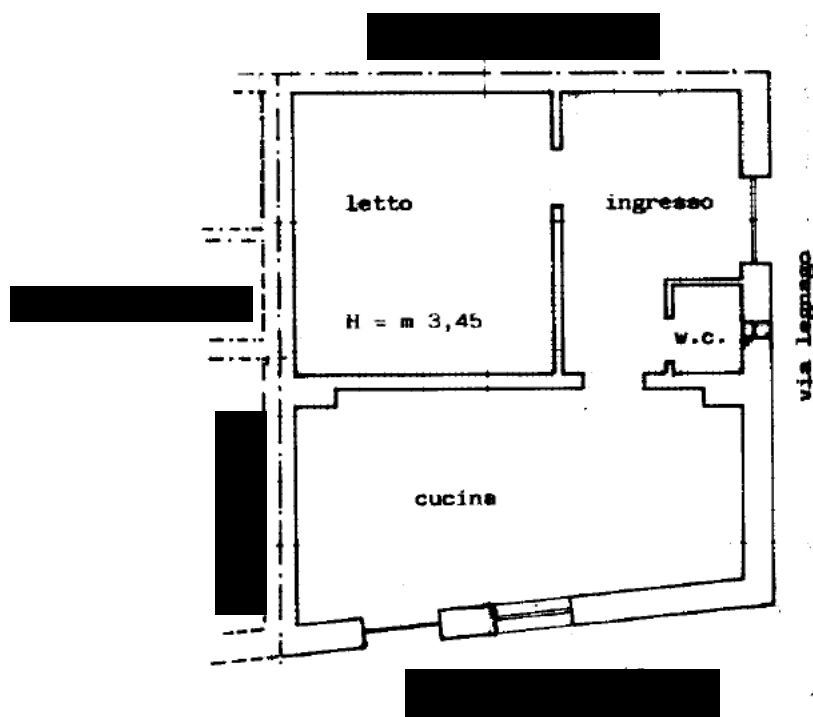 letto
ingresso
H = m 3,45
w.c.
via legnago
cucina